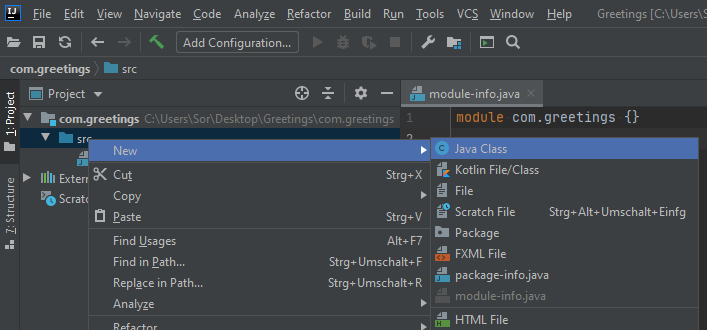 IJ File Edit View Navigate Code Analyze Refactor Build Run Tools VCS Window Help Greetings [C:\Users\S
Add Configuration...
com.greetings src
1: Project
7: Structure
Project
module-info.java
com.greetings C:\Users\Sor\Desktop\Greetings\com.greetings
1 module com.greetings {}
src
2
Extern
Scratc
New
Cut Strg+X
Copy
Paste Strg+V
Find Usages Alt+F7
Find in Path... Strg+Umschalt+F
Replace in Path... Strg+Umschalt+R
Analyze
Refactor
Java Class
Kotlin File/Class
File
Scratch File Strg+Alt+Umschalt+Einfg
Package
FXML File
package-info.java
module-info.java
HTML File